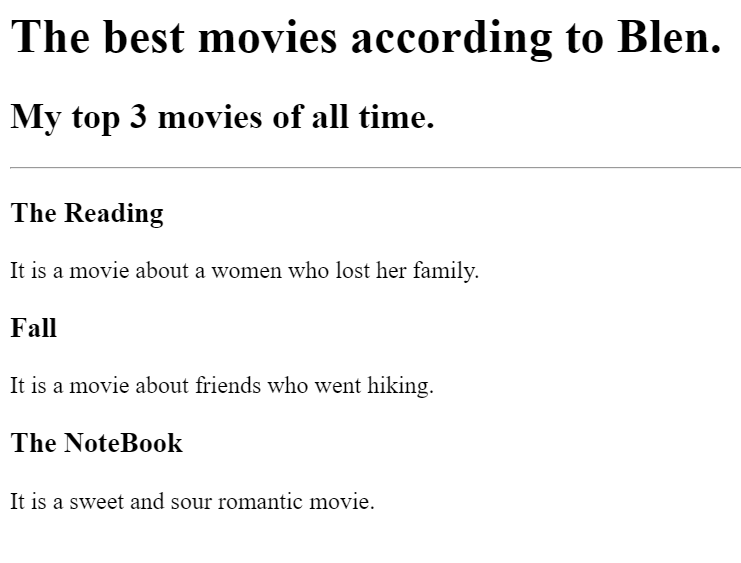 The best movies according to Blen.
My top 3 movies of all time.
The Reading
It is a movie about a women who lost her family.
Fall
It is a movie about friends who went hiking.
The NoteBook
It is a sweet and sour romantic movie.